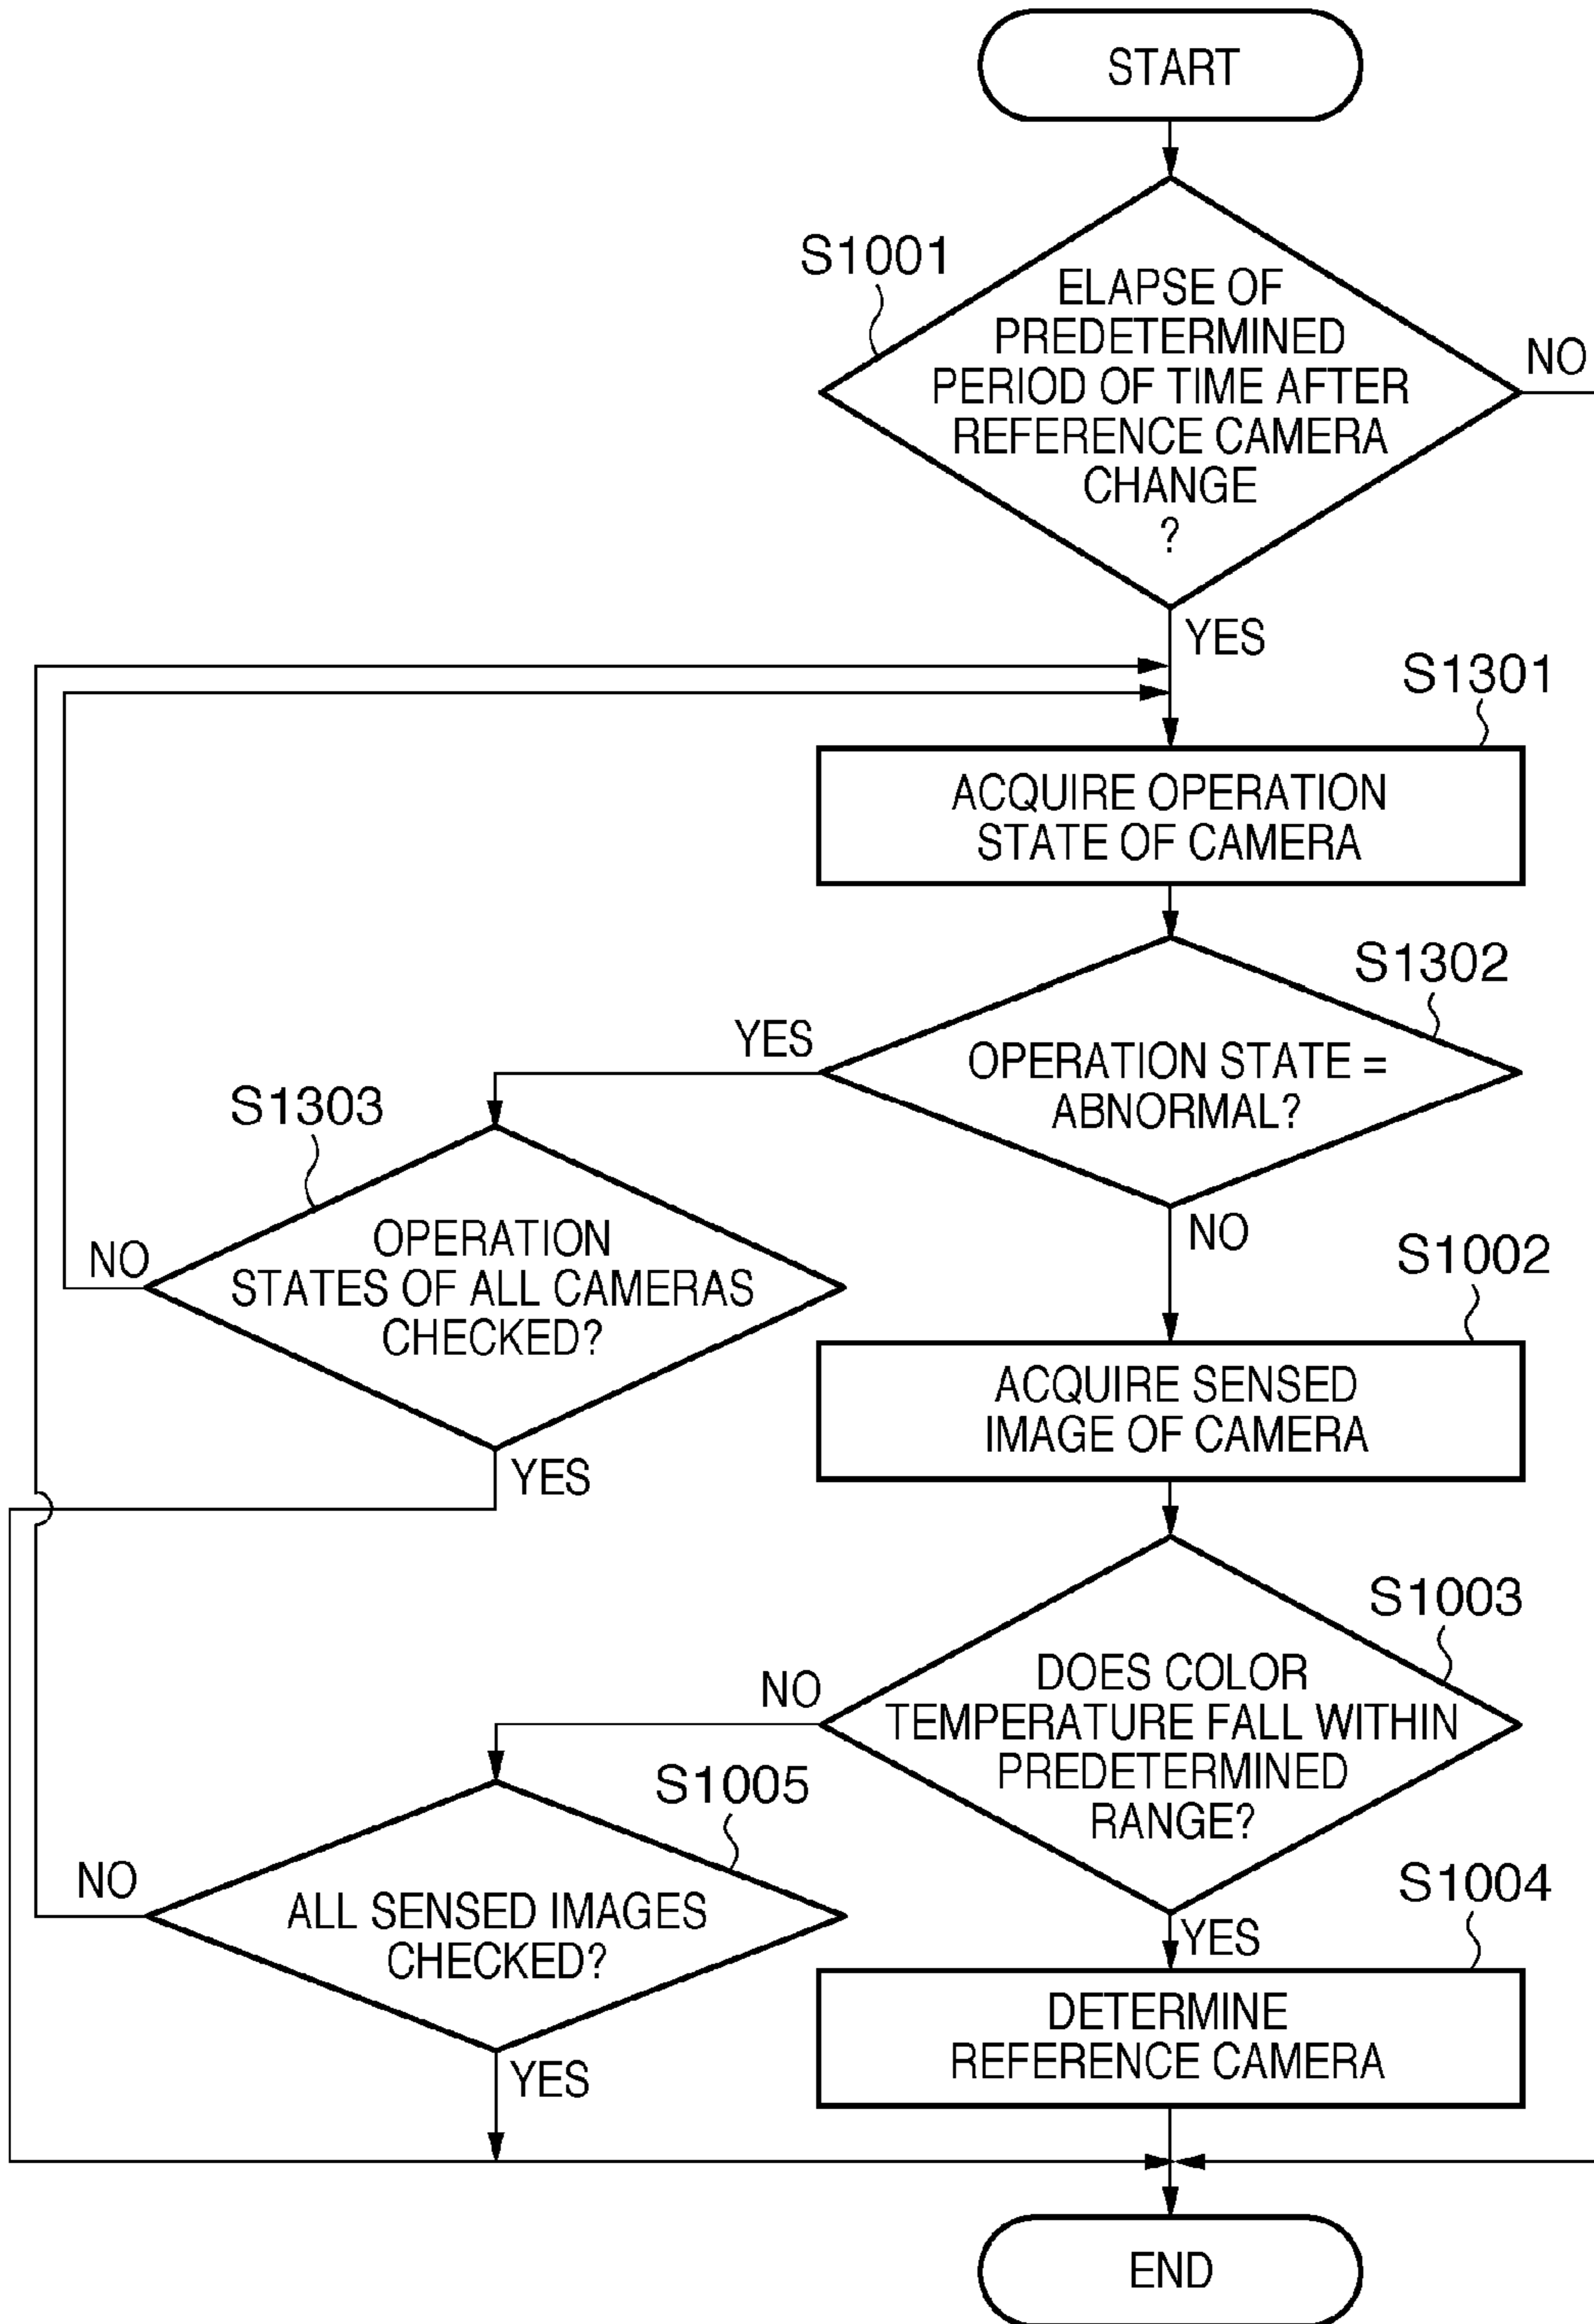 START
S1001
ELAPSE OF
PREDETERMINED
PERIOD OF TIME AFTER
REFERENCE CAMERA
CHANGE
?
NO
YES
S1301
ACQUIRE OPERATION
STATE OF CAMERA
S1302
OPERATION STATE =
ABNORMAL?
YES
NO
S1303
OPERATION
STATES OF ALL CAMERAS
CHECKED?
NO
YES
S1002
ACQUIRE SENSED
IMAGE OF CAMERA
S1003
DOES COLOR
TEMPERATURE FALL WITHIN
PREDETERMINED
RANGE?
NO
YES
S1005
ALL SENSED IMAGES
CHECKED?
NO
YES
S1004
DETERMINE
REFERENCE CAMERA
END